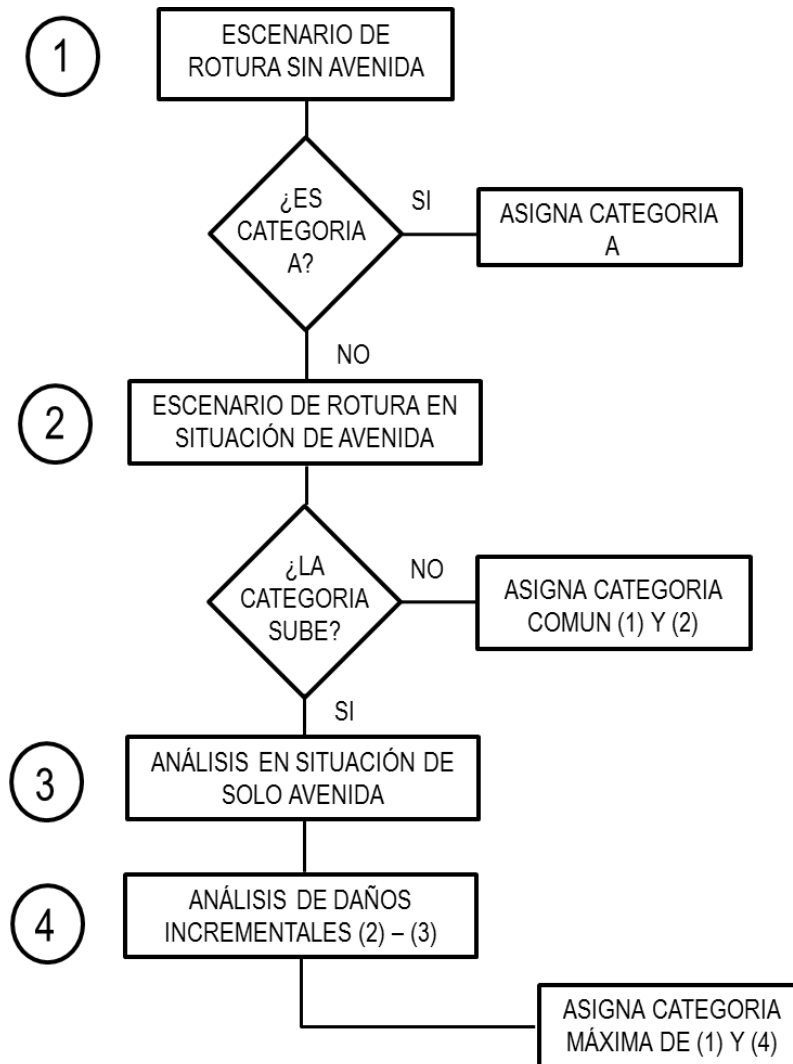 1
ESCENARIO DE
ROTURA SIN AVENIDA
¿ES
CATEGORIA
A?
SI
ASIGNA CATEGORIA
A
NO
2
ESCENARIO DE ROTURA EN
SITUACIÓN DE AVENIDA
¿LA
CATEGORIA
SUBE?
NO
ASIGNA CATEGORIA
COMUN (1) Y (2)
SI
3
ANÁLISIS EN SITUACIÓN DE
SOLO AVENIDA
4
ANÁLISIS DE DAÑOS
INCREMENTALES (2) – (3)
ASIGNA CATEGORIA
MÁXIMA DE (1) Y (4)